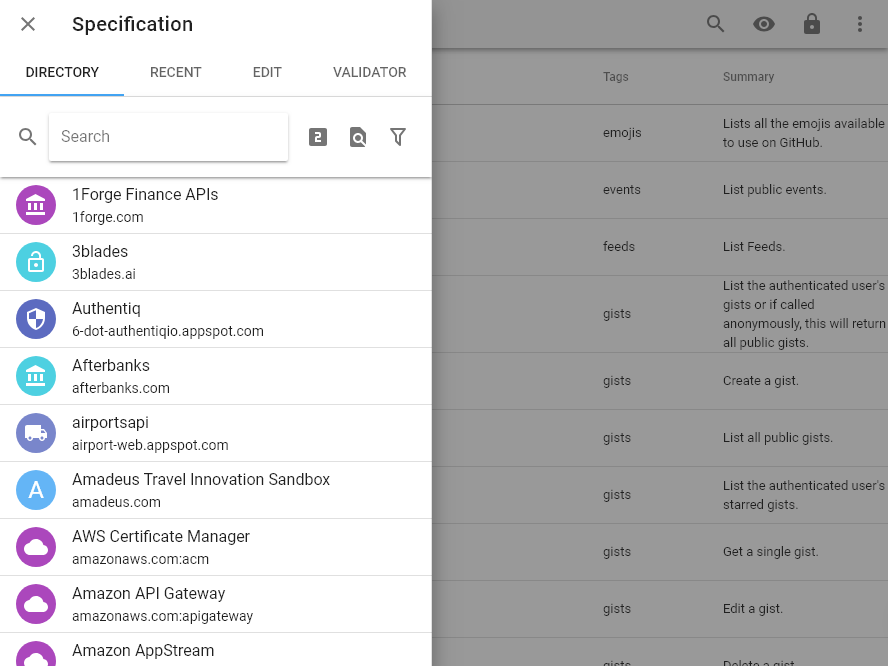 Specification
DIRECTORY
RECENT
EDIT
VALIDATOR
Search
2
1Forge Finance APIs
1forge.com
3blades
3blades.ai
Authentiq
6-dot-authentiqio.appspot.com
Afterbanks
afterbanks.com
airportsapi
airport-web.appspot.com
A
Amadeus Travel Innovation Sandbox
amadeus.com
AWS Certificate Manager
amazonaws.com:acm
Amazon API Gateway
amazonaws.com:apigateway
Amazon AppStream
Tags
Summary
emojis
Lists all the emojis available
to use on GitHub.
events
List public events.
feeds
List Feeds.
gists
List the authenticated user's
gists or if called
anonymously, this will return
all public gists.
gists
Create a gist.
gists
List all public gists.
gists
List the authenticated user's
starred gists.
gists
Get a single gist.
gists
Edit a gist.
gists
Delete a gist.